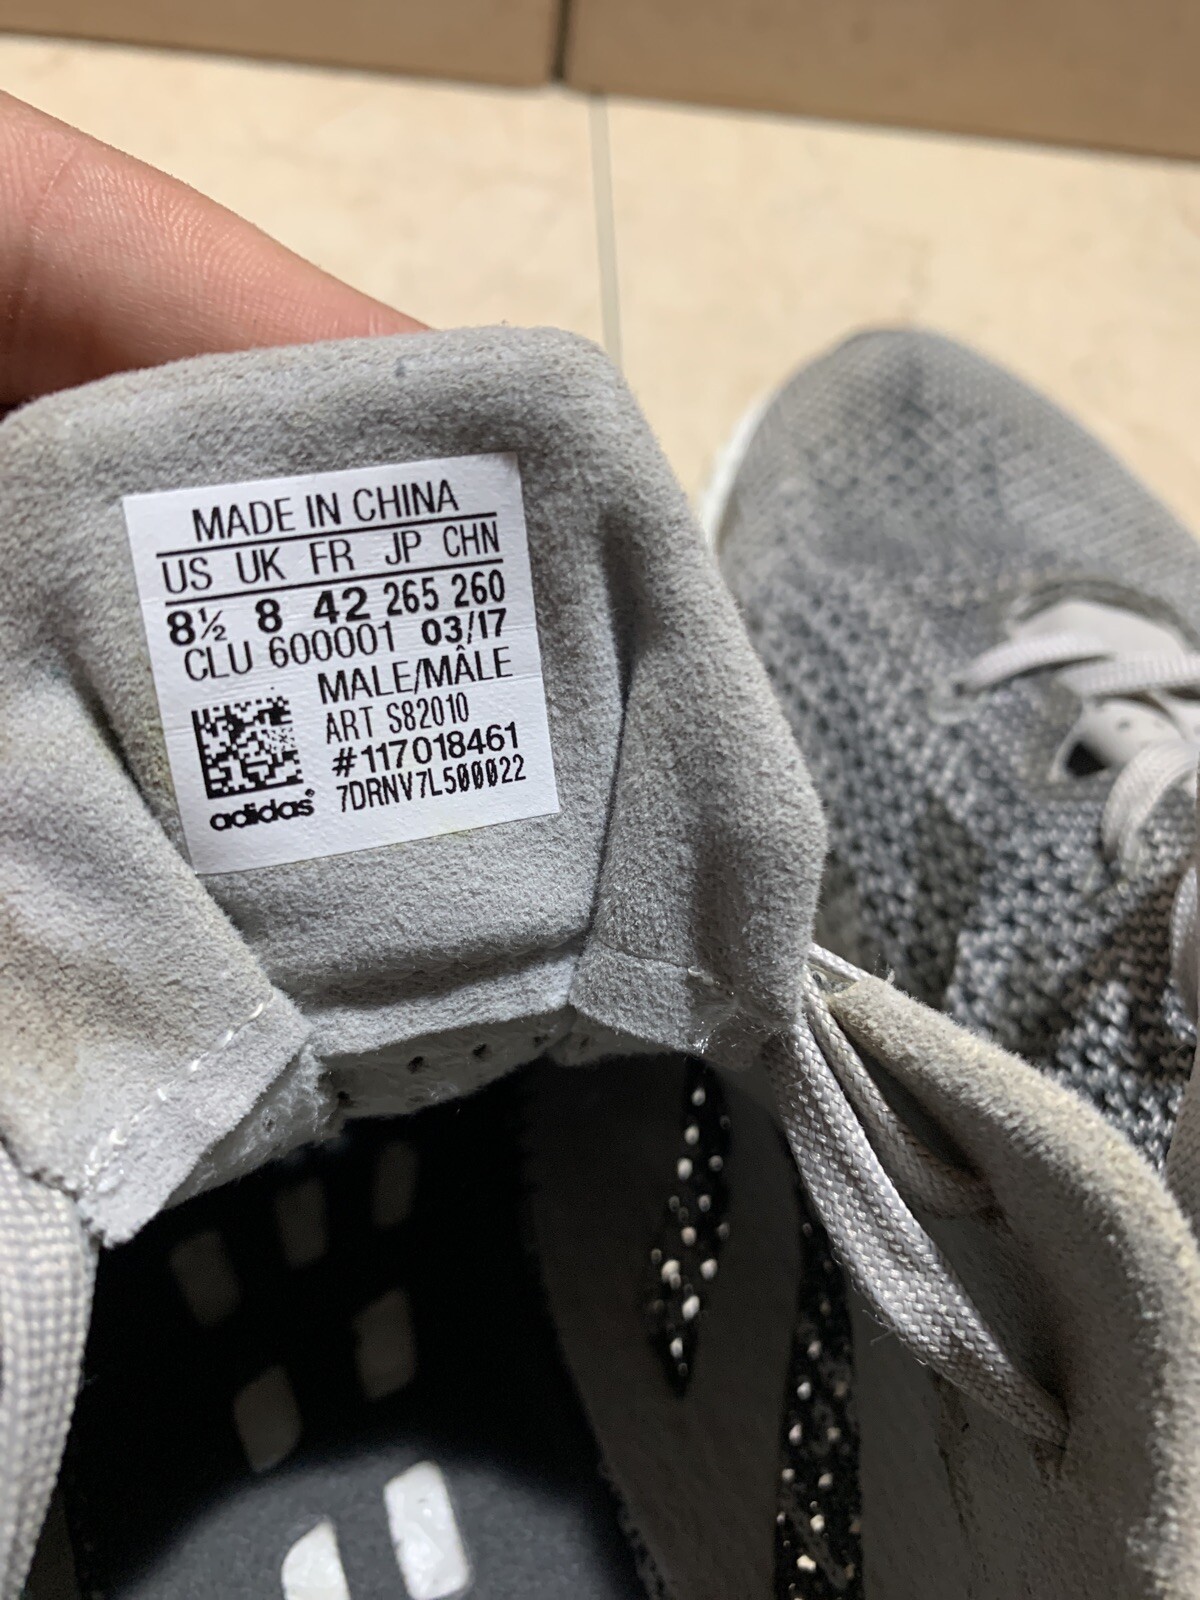 MADE IN CHINA
US UK FR JP CHN
8½ 8 42 265 260
CLU 600001 03/17
MALE/MÂLE
ART S82010
#117018461
7DRNV7L500022
adidas®